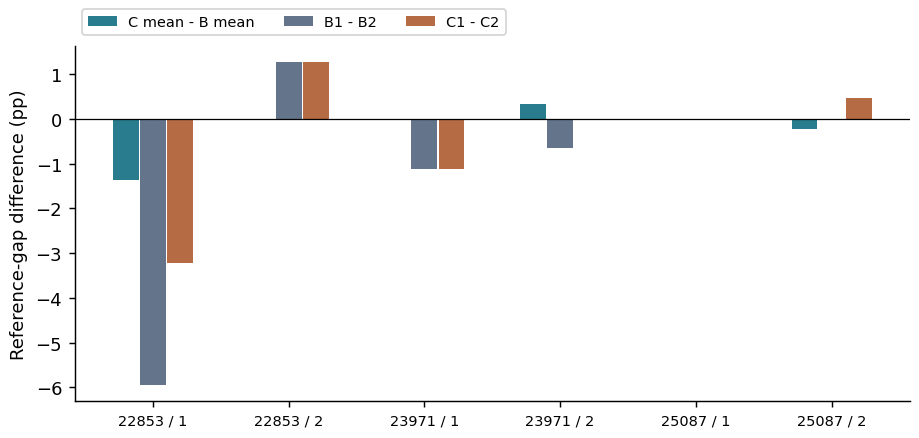 C mean - B mean B1 - B2 C1 - C2
Reference-gap difference (pp)
1
0
−1
−2
−3
−4
−5
−6
22853 / 1 22853 / 2 23971 / 1 23971 / 2 25087 / 1 25087 / 2